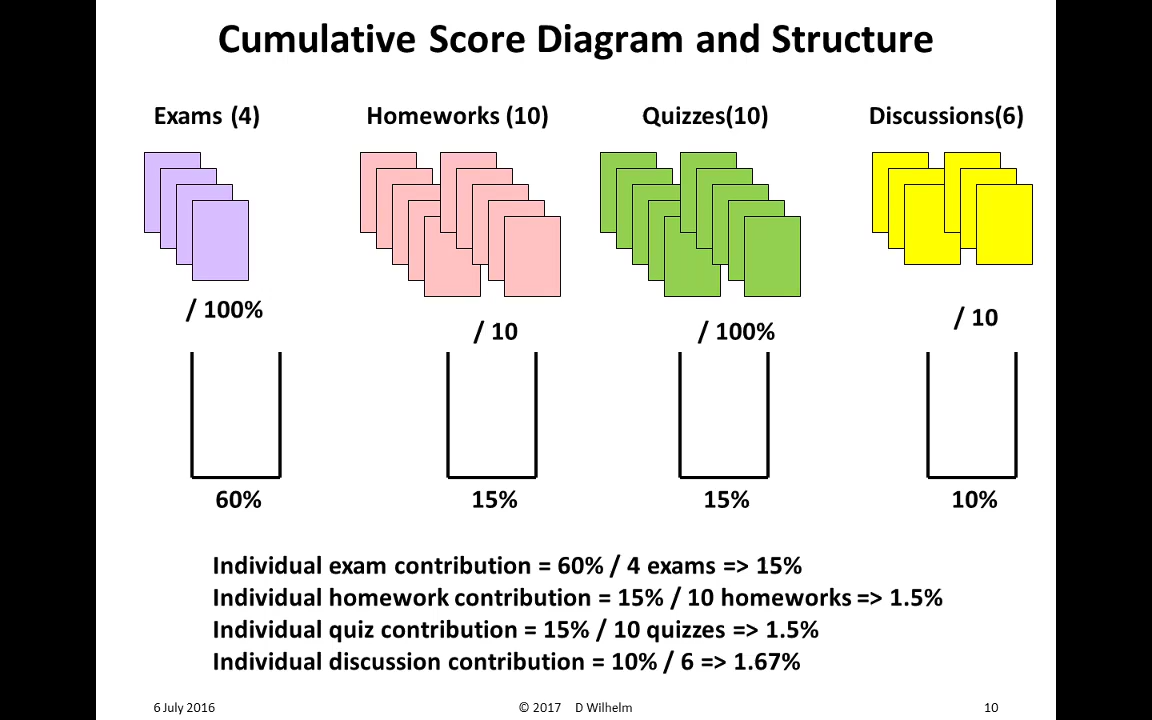 Cumulative Score Diagram and Structure
Exams (4)
Homeworks (10)
Quizzes(10)
Discussions(6)
/ 100%
/ 10
/ 100%
/ 10
60%
15%
15%
10%
Individual exam contribution = 60% / 4 exams => 15%
Individual homework contribution = 15% / 10 homeworks => 1.5%
Individual quiz contribution = 15% / 10 quizzes => 1.5%
Individual discussion contribution = 10% / 6 => 1.67%
6 July 2016
© 2017 D Wilhelm
10